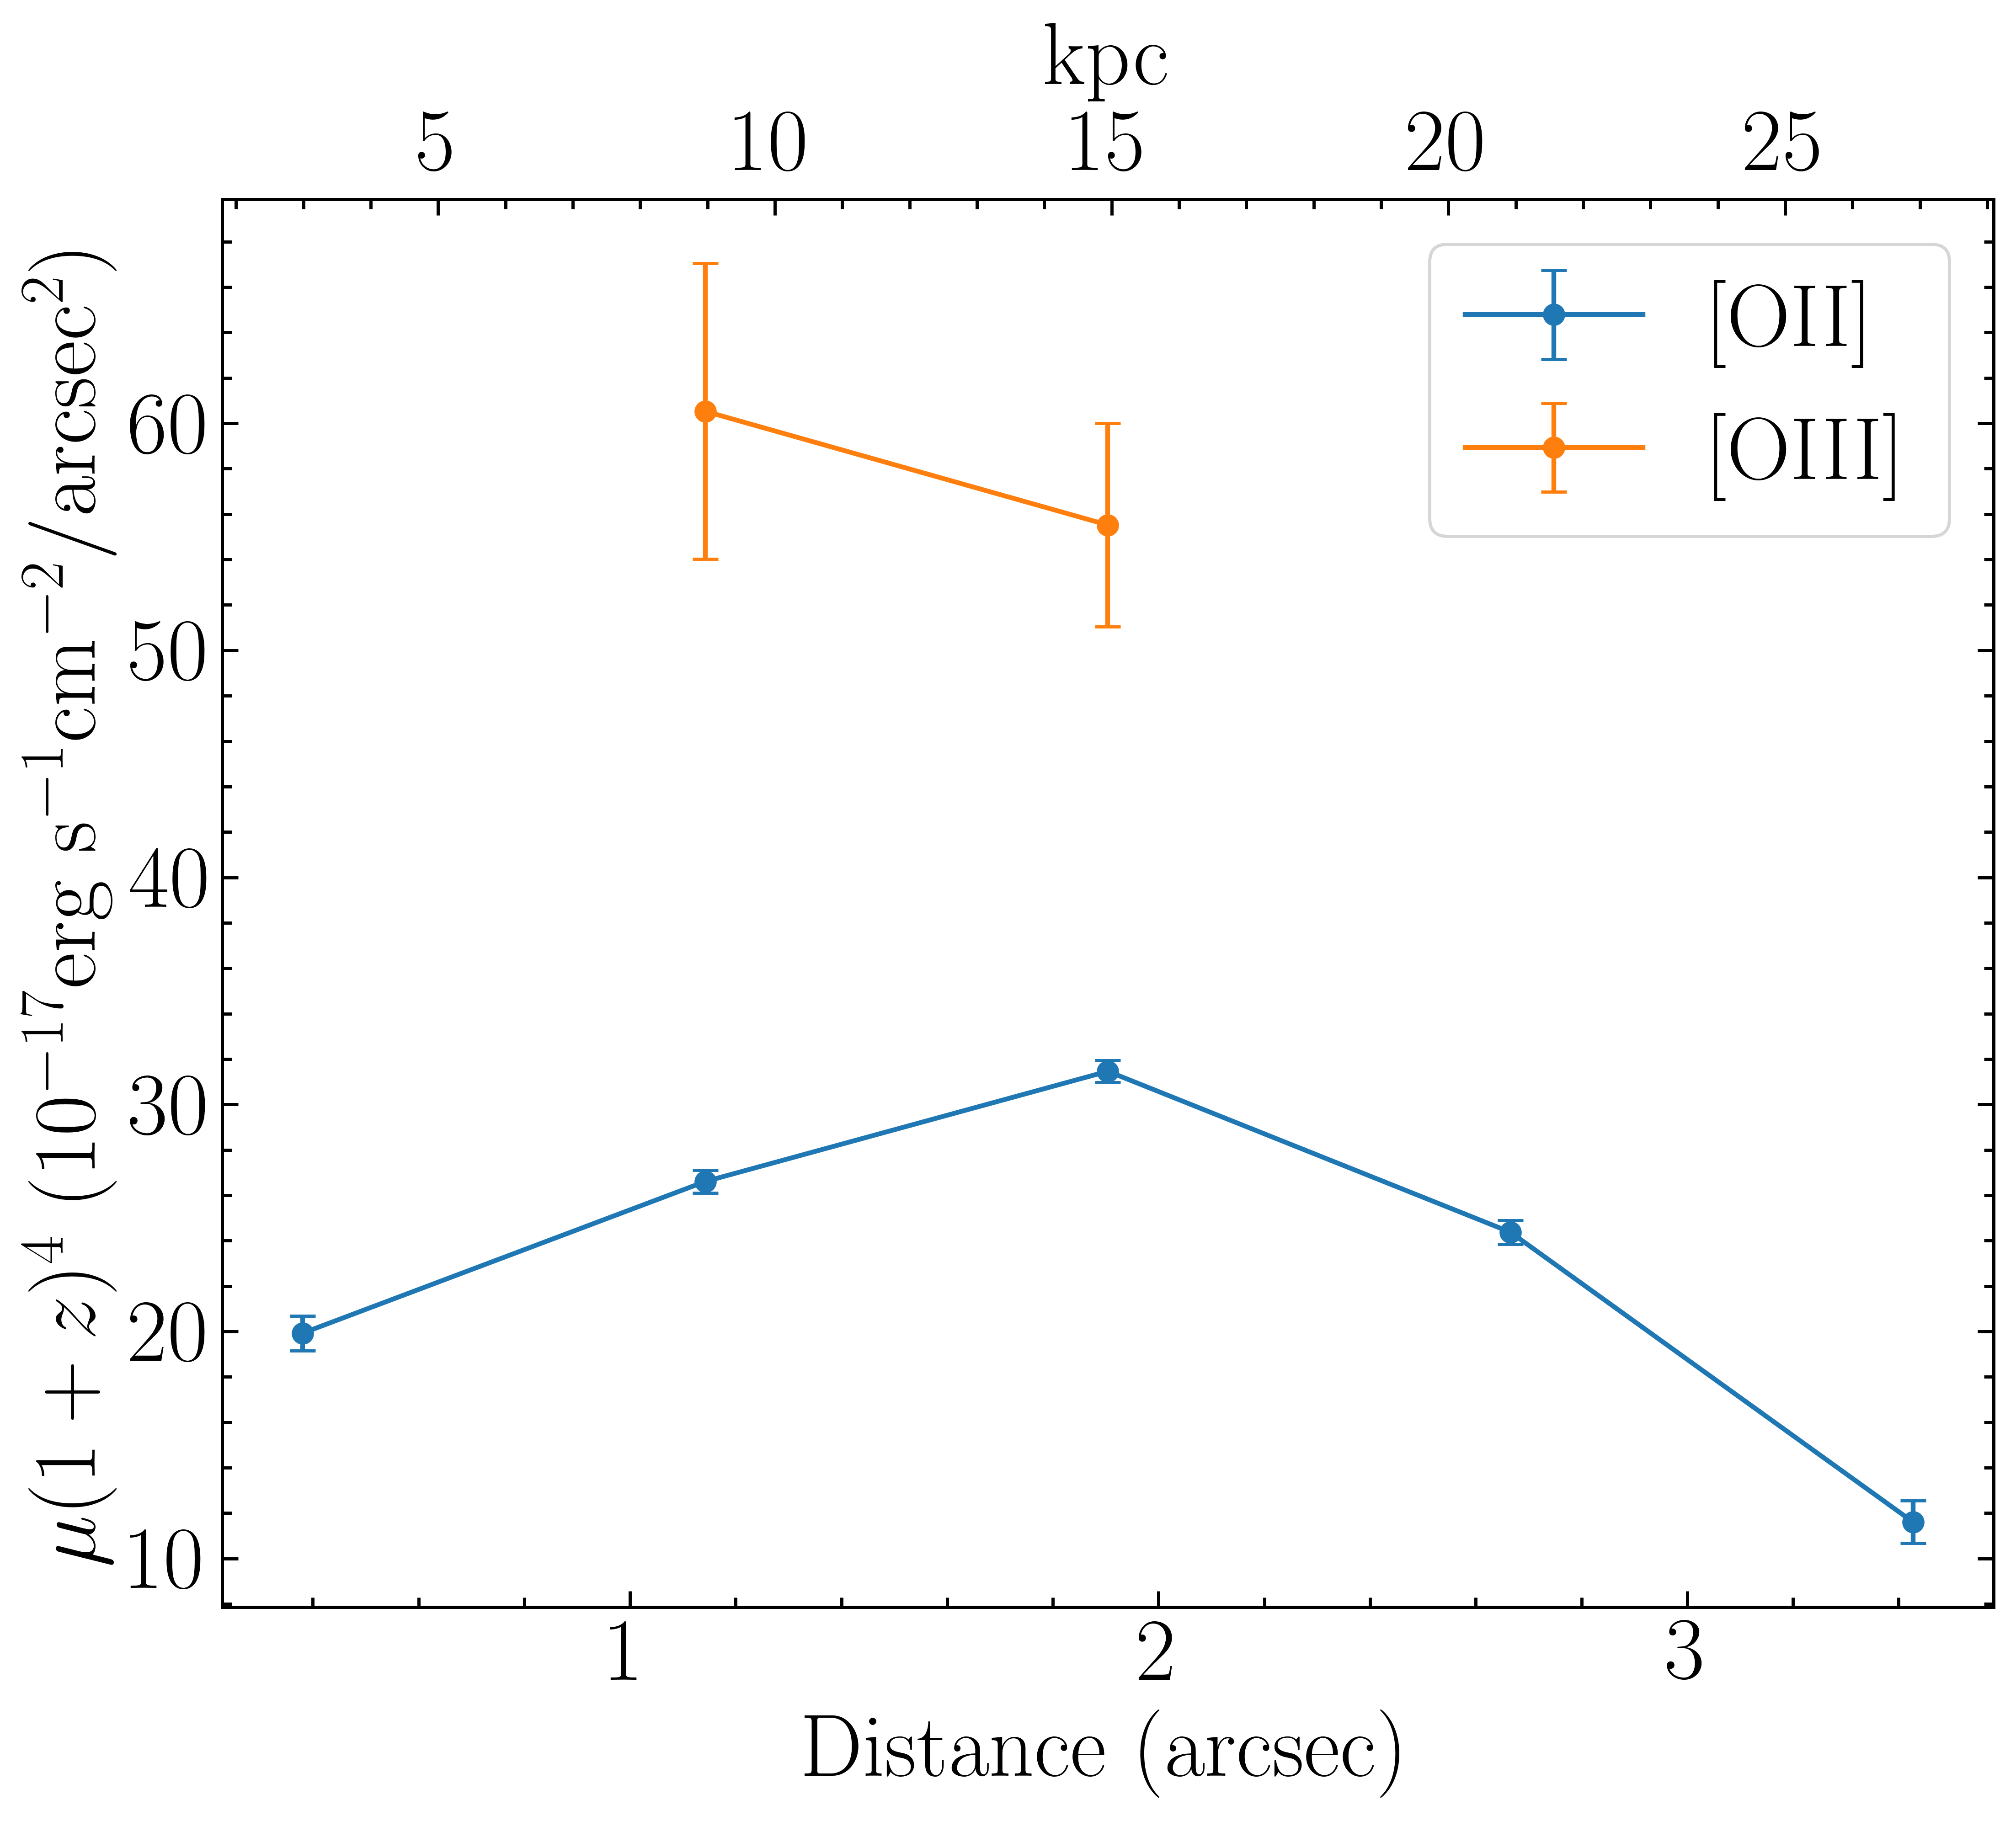 kpc
5 10 15 20 25
[OII]
[OIII]
μ(1 + z)⁴ (10⁻¹⁷erg s⁻¹cm⁻²/arcsec²)
60
50
40
30
20
10
1 2 3
Distance (arcsec)